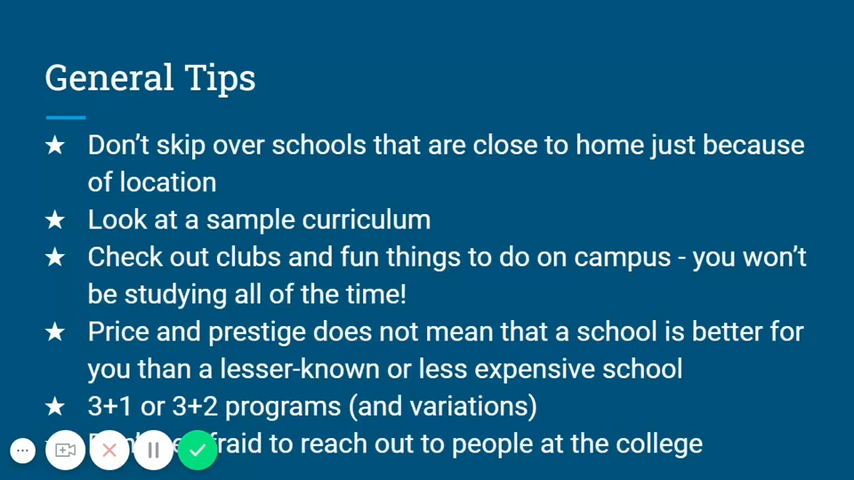 General Tips
★ Don't skip over schools that are close to home just because
of location
★ Look at a sample curriculum
★ Check out clubs and fun things to do on campus - you won't
be studying all of the time!
★ Price and prestige does not mean that a school is better for
you than a lesser-known or less expensive school
★ 3+1 or 3+2 programs (and variations)
to reach out to people at the college